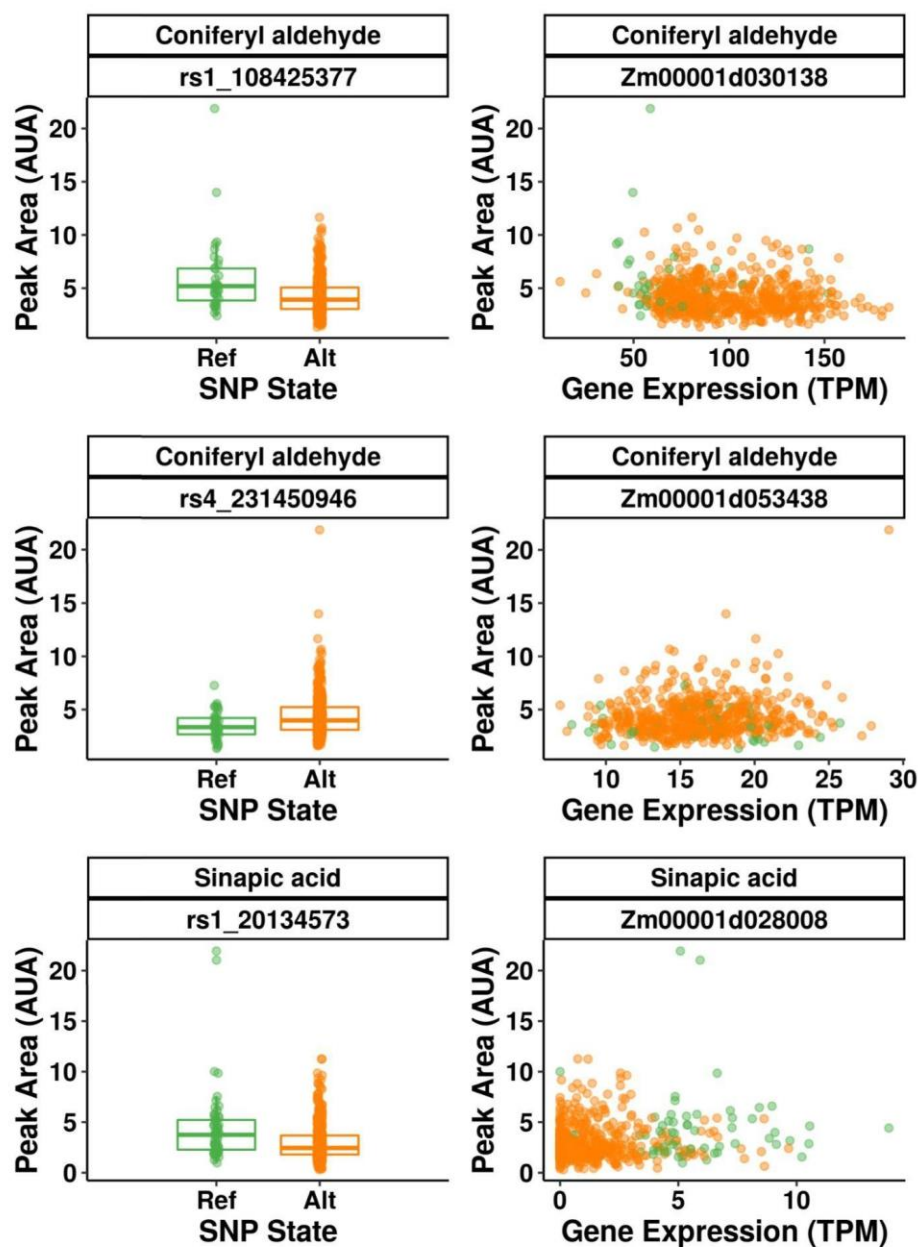 Coniferyl aldehyde
rs1_108425377
Peak Area (AUA)
20
15
10
5
Ref Alt
SNP State
Coniferyl aldehyde
Zm00001d030138
Peak Area (AUA)
20
15
10
5
50 100 150
Gene Expression (TPM)
Coniferyl aldehyde
rs4_231450946
Peak Area (AUA)
20
15
10
5
Ref Alt
SNP State
Coniferyl aldehyde
Zm00001d053438
Peak Area (AUA)
20
15
10
5
10 15 20 25 30
Gene Expression (TPM)
Sinapic acid
rs1_20134573
Peak Area (AUA)
20
15
10
5
0
Ref Alt
SNP State
Sinapic acid
Zm00001d028008
Peak Area (AUA)
20
15
10
5
0
0 5 10
Gene Expression (TPM)